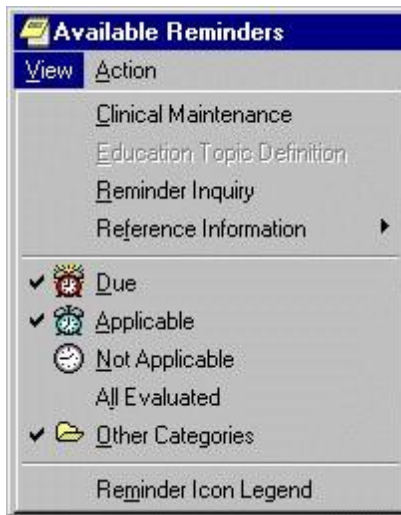 Available Reminders
View Action
Clinical Maintenance
Education Topic Definition
Reminder Inquiry
Reference Information
Due
Applicable
Not Applicable
All Evaluated
Other Categories
Reminder Icon Legend